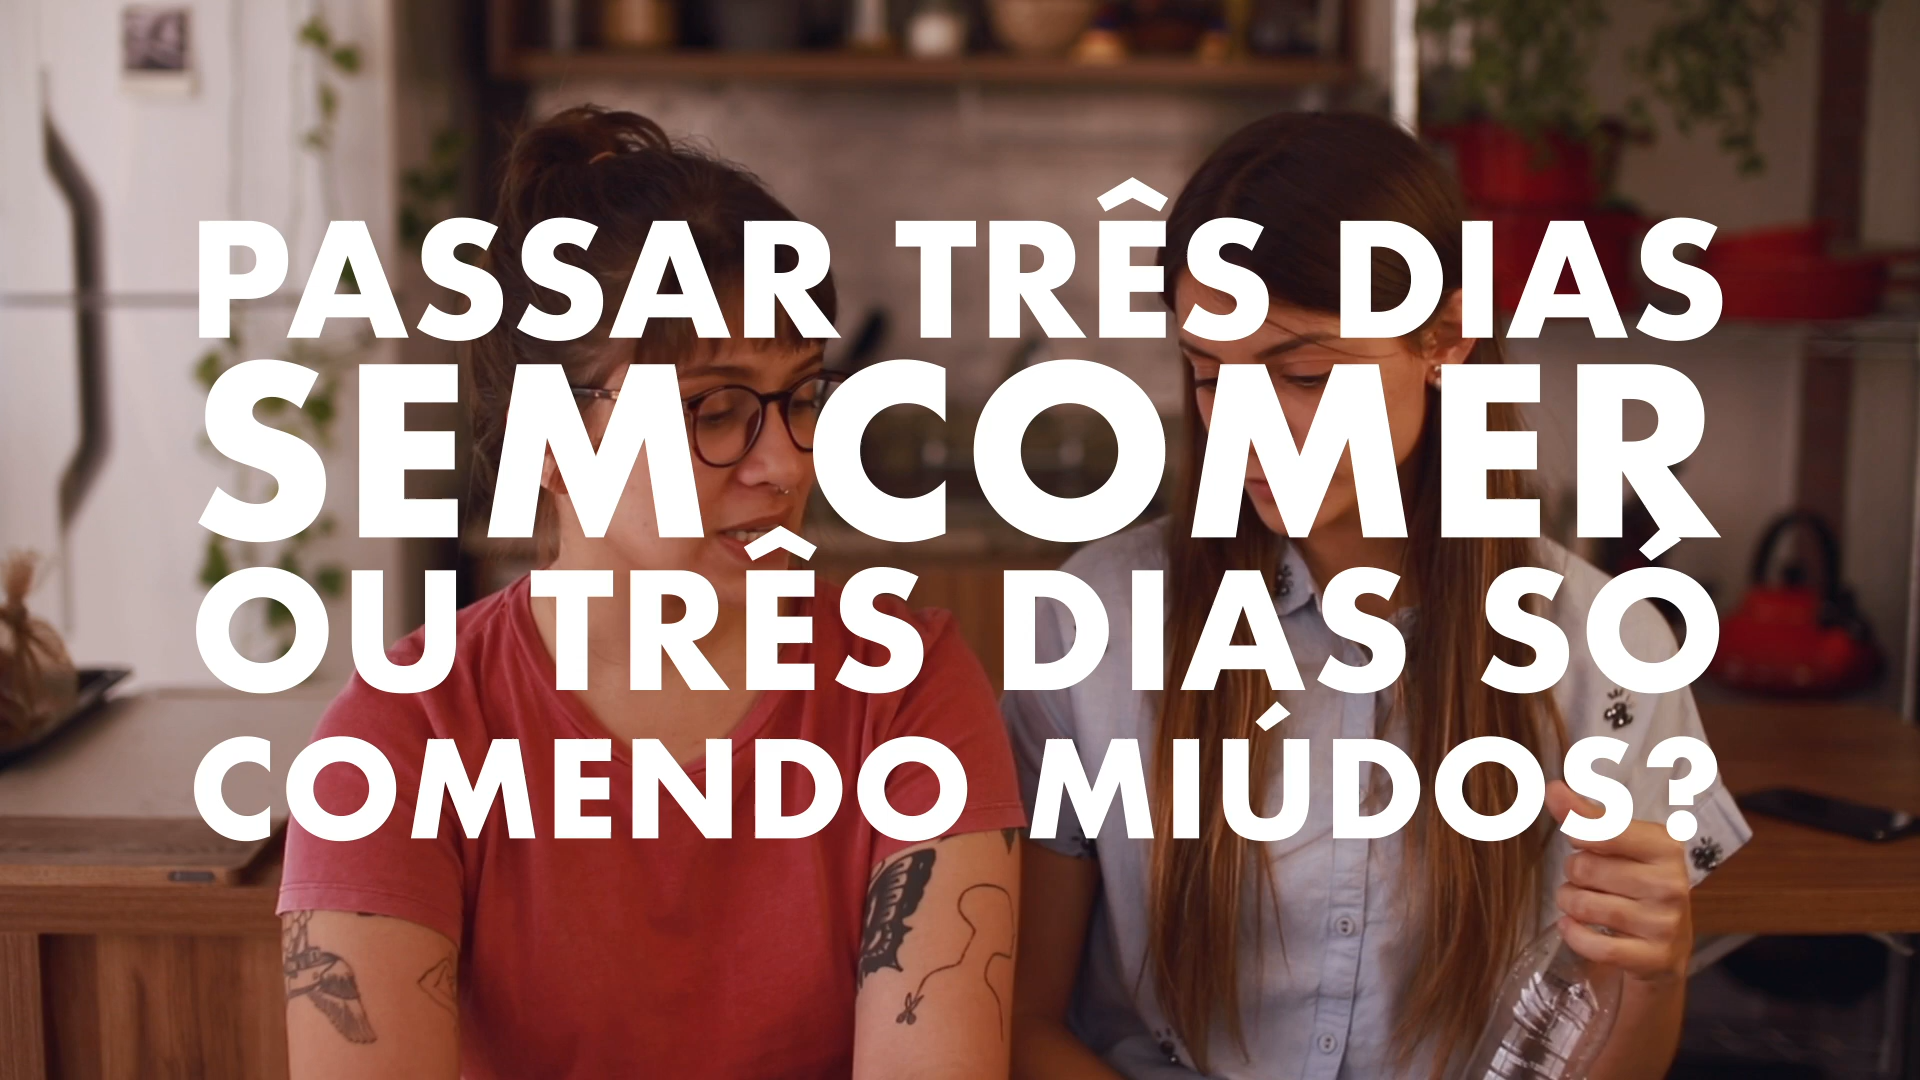 PASSAR TRÊS DIAS
SEM COMER
OU TRÊS DIAS SÓ
COMENDO MIÚDOS?